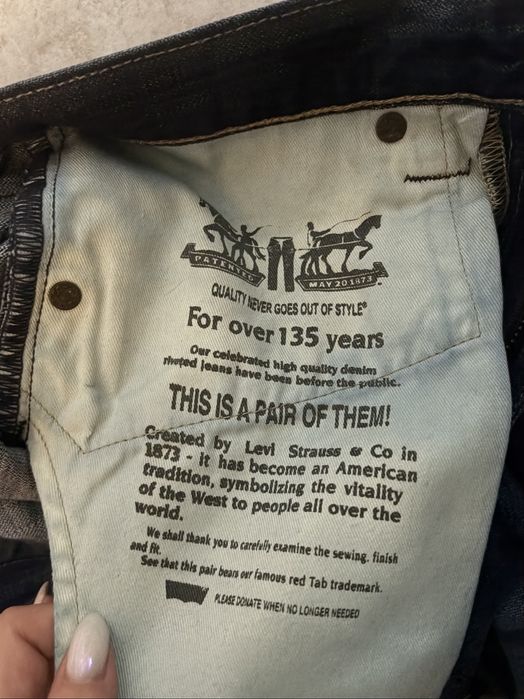 PATENTED
MAY 20 1873
QUALITY NEVER GOES OUT OF STYLE®
For over 135 years
Our celebrated high quality denim
riveted jeans have been before the public.
THIS IS A PAIR OF THEM!
Created by Levi Strauss & Co in
1873 - it has become an American
tradition, symbolizing the vitality
of the West to people all over the
world.
We shall thank you to carefully examine the sewing. finish
and fit.
See that this pair bears our famous red Tab trademark.
PLEASE DONATE WHEN NO LONGER NEEDED